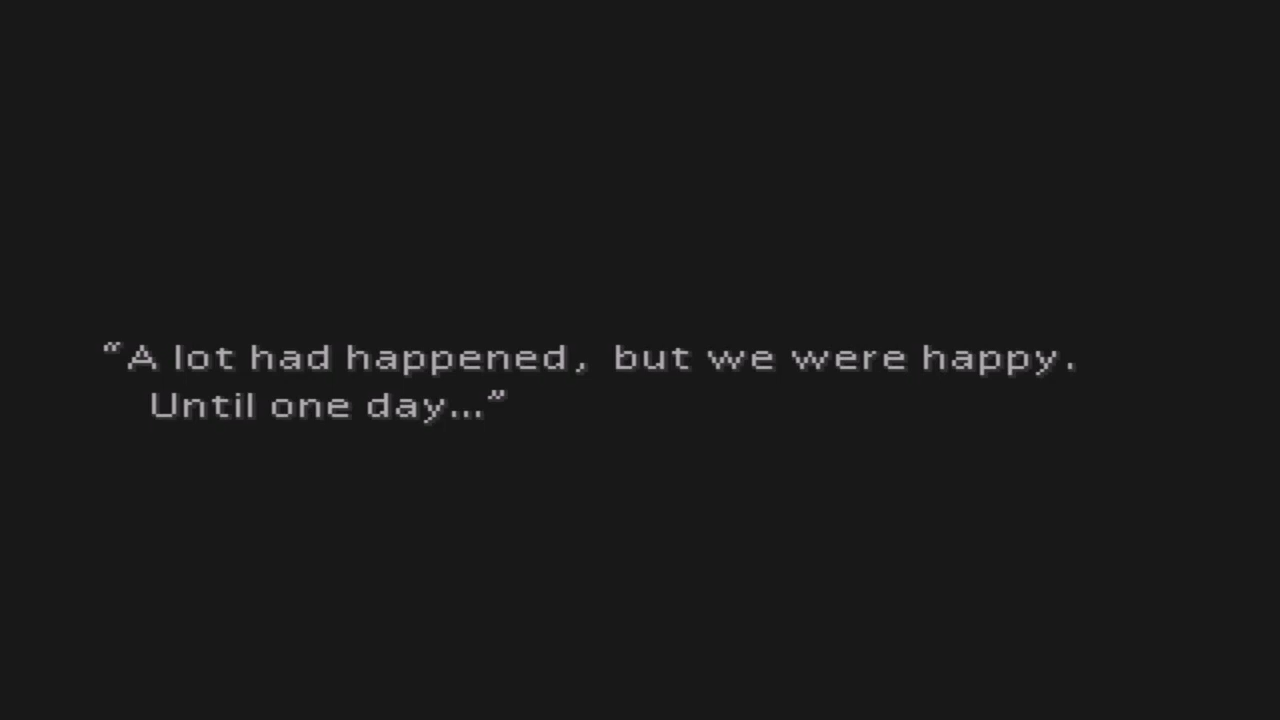 “A lot had happened, but we were happy.
Until one day...”